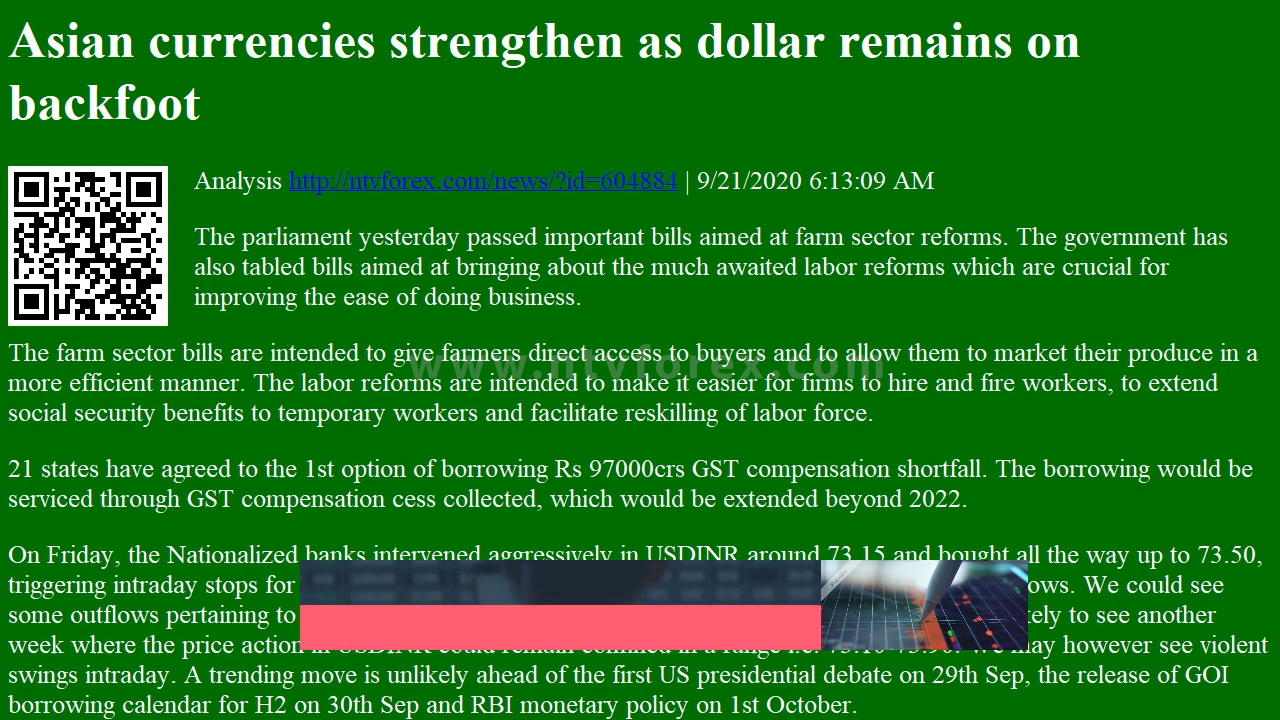 Asian currencies strengthen as dollar remains on
backfoot
Analysis http://ntvforex.com/news/?id=604884 | 9/21/2020 6:13:09 AM
The parliament yesterday passed important bills aimed at farm sector reforms. The government has
also tabled bills aimed at bringing about the much awaited labor reforms which are crucial for
improving the ease of doing business.
www.ntvforex.com
The farm sector bills are intended to give farmers direct access to buyers and to allow them to market their produce in a
more efficient manner. The labor reforms are intended to make it easier for firms to hire and fire workers, to extend
social security benefits to temporary workers and facilitate reskilling of labor force.
21 states have agreed to the 1st option of borrowing Rs 97000crs GST compensation shortfall. The borrowing would be
serviced through GST compensation cess collected, which would be extended beyond 2022.
On Friday, the Nationalized banks intervened aggressively in USDINR around 73.15 and bought all the way up to 73.50,
triggering intraday stops for ows. We could see
some outflows pertaining to ely to see another
week where the price action in USDINR could remain confined in a range i.e. We may however see violent
swings intraday. A trending move is unlikely ahead of the first US presidential debate on 29th Sep, the release of GOI
borrowing calendar for H2 on 30th Sep and RBI monetary policy on 1st October.